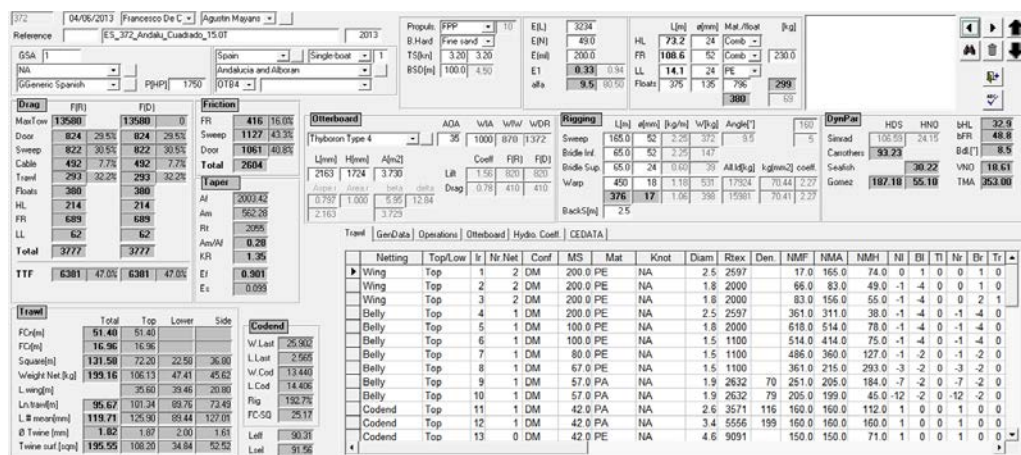 372 04/06/2013 Francesco De C Agustin Mayans
Reference ES_372_Andalu_Cuadrado_15.0T 2013
GSA 1 Spain Single boat 1
NA Andalucia and Alboran
GGeneric Spanish P[HP] 1750 OTB4
Propuls. FPP 10
B.Hard Fine sand
TS[kn] 3.20 3.20
BSD[m] 100.0 4.50
E(L) 3234
E(N) 49.0
E(ml) 200.0
E1 0.33 0.94
alfa 9.5 80.50
L[m] ø[mm] Mat./float [kg]
HL 73.2 24 Comb
FR 108.6 52 Comb 230.0
LL 14.1 24 PE
Floats 375 135 796 299
380 69
Drag F(R) F(D)
MaxTow 13580 13580 0
Door 824 29.5% 824 29.5%
Sweep 822 30.5% 822 30.5%
Cable 492 7.7% 492 7.7%
Trawl 293 32.2% 293 32.2%
Floats 380 380
HL 214 214
FR 689 689
LL 62 62
Total 3777 3777
TTF 6381 47.0% 6381 47.0%
Friction
FR 416 16.0%
Sweep 1127 43.3%
Door 1061 40.8%
Total 2604
Taper
Af 2003.42
Am 562.28
Rt 2055
Am/Af 0.28
KR 1.35
Ef 0.901
Es 0.099
Otterboard AOA WIA WIW WDR
Thyboron Type 4 35 1000 870 1372
L[mm] H[mm] A[m2] Coeff F(R) F(D)
2163 1724 3.730 Lift 1.56 820 820
Aspe.r Area.r beta delta Drag 0.78 410 410
0.797 1.000 5.95 12.84
2.163 3.729
Rigging L[m] ø[mm] [kg/m] W[kg] Angle[°] 160
Sweep 165.0 52 2.25 372 9.5 5
Bridle Inf. 65.0 52 2.25 147
Bridle Sup. 65.0 24 0.60 39 All.ld[kg] kg[mm2] coeff.
Warp 450 18 1.18 531 17924 70.44 2.27
376 17 1.06 398 15981 70.41 2.27
BackS[m] 2.5
DynPar HDS HNO
Simrad 106.59 24.15
Carrothers 93.23
Seafish 30.22
Gomez 187.18 55.10
bHL 32.9
bFR 48.8
Bdl.[°] 8.5
VNO 18.61
TMA 353.00
Trawl GenData Operations Otterboard Hydro. Coeff. CEDATA
Netting Top/Low Ir Nr.Net Conf MS Mat Knot Diam Rtex Den. NMF NMA NMH Nl Bl Tl Nr Br Tr
Wing Top 1 2 DM 200.0 PE NA 2.5 2597 17.0 165.0 74.0 0 1 0 0 1 0
Wing Top 2 2 DM 200.0 PE NA 1.8 2000 66.0 83.0 49.0 -1 -4 0 0 1 0
Wing Top 3 2 DM 200.0 PE NA 1.8 2000 83.0 156.0 55.0 -1 -4 0 0 2 1
Belly Top 4 1 DM 200.0 PE NA 2.5 2597 361.0 311.0 38.0 -1 -4 0 -1 -4 0
Belly Top 5 1 DM 100.0 PE NA 1.8 2000 618.0 514.0 78.0 -1 -4 0 -1 -4 0
Belly Top 6 1 DM 100.0 PE NA 1.5 1100 514.0 414.0 75.0 -1 -4 0 -1 -4 0
Belly Top 7 1 DM 80.0 PE NA 1.5 1100 486.0 360.0 127.0 -1 -2 0 -1 -2 0
Belly Top 8 1 DM 67.0 PE NA 1.5 1100 361.0 215.0 293.0 -3 -2 0 -3 -2 0
Belly Top 9 1 DM 57.0 PA NA 1.9 2632 70 251.0 205.0 184.0 -7 -2 0 -7 -2 0
Belly Top 10 1 DM 57.0 PA NA 1.9 2632 79 205.0 199.0 45.0 -12 -2 0 -12 -2 0
Codend Top 11 1 DM 42.0 PA NA 2.6 3571 116 160.0 160.0 112.0 1 0 0 1 0 0
Codend Top 12 1 DM 42.0 PA NA 3.4 5556 199 160.0 160.0 160.0 1 0 0 1 0 0
Codend Top 13 0 DM 42.0 PE NA 4.6 9091 150.0 150.0 71.0 1 0 0 1 0 0
Trawl Total Top Lower Side
FCn[m] 51.40 51.40
FCr[m] 16.96 16.96
Square[m] 131.58 72.20 22.58 36.80
Weight Net.[kg] 199.16 106.13 47.41 45.62
L.wing[m] 35.60 39.46 20.80
Ln.trawl[m] 95.67 101.34 89.76 73.49
L.# mean[mm] 119.71 125.90 89.44 127.01
Ø Twine [mm] 1.82 1.87 2.00 1.61
Twine surf.[sqm] 195.55 108.20 34.84 52.52
Codend
W.Last 25.902
L.Last 2.565
W.Cod 13.440
L.Cod 14.406
Rig 192.7%
FC-SQ 25.17
Leff 90.31
Lsel 91.56